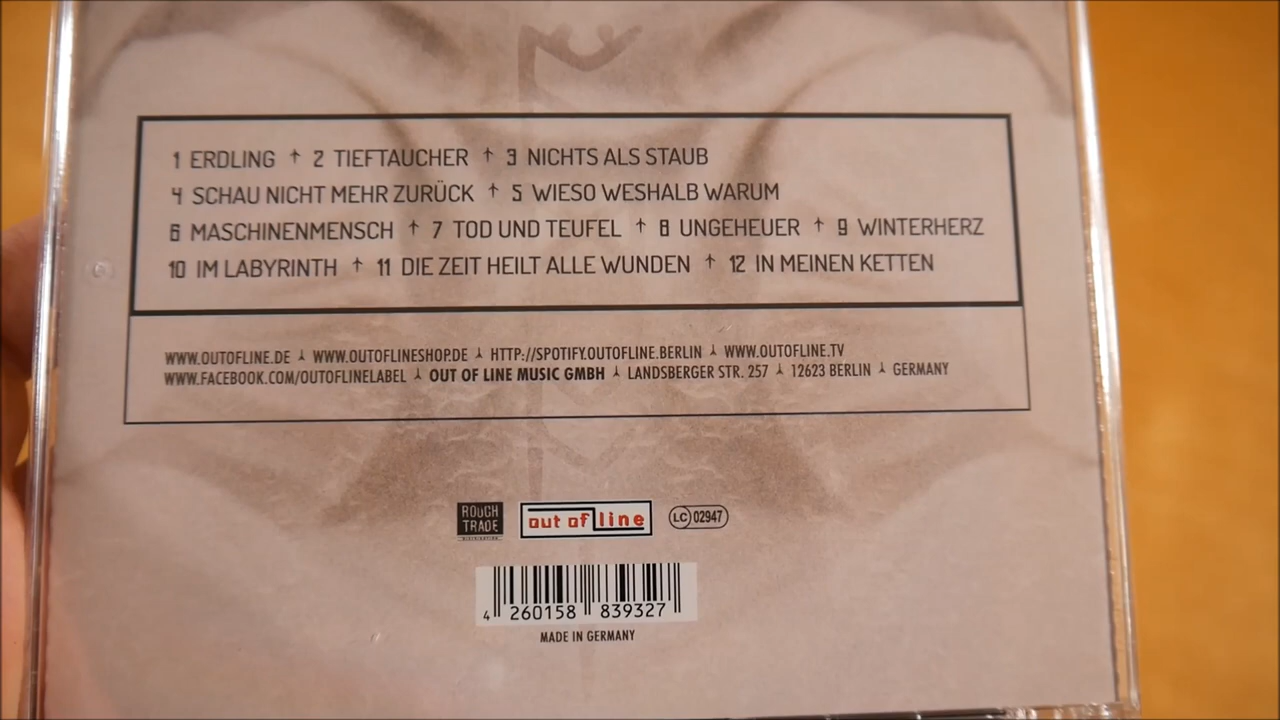 1 ERDLING † 2 TIEFTAUCHER † 3 NICHTS ALS STAUB
4 SCHAU NICHT MEHR ZURÜCK † 5 WIESO WESHALB WARUM
6 MASCHINENMENSCH † 7 TOD UND TEUFEL † 8 UNGEHEUER † 9 WINTERHERZ
10 IM LABYRINTH † 11 DIE ZEIT HEILT ALLE WUNDEN † 12 IN MEINEN KETTEN
WWW.OUTOFLINE.DE ⅄ WWW.OUTOFLINESHOP.DE ⅄ HTTP://SPOTIFY.OUTOFLINE.BERLIN ⅄ WWW.OUTOFLINE.TV
WWW.FACEBOOK.COM/OUTOFLINELABEL ⅄ OUT OF LINE MUSIC GMBH ⅄ LANDSBERGER STR. 257 ⅄ 12623 BERLIN ⅄ GERMANY
ROUGH
TRADE
DISTRIBUTION
out of line
LC 02947
4 260158 839327
MADE IN GERMANY